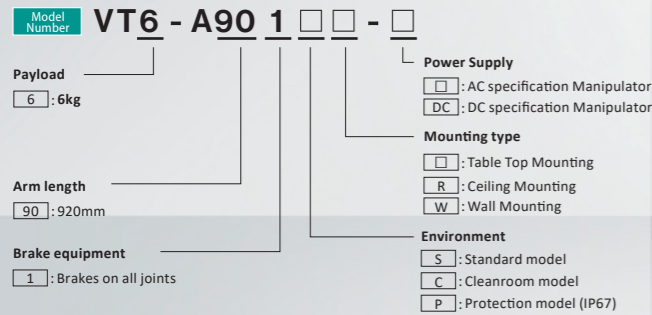 Model Number VT6 - A90 1 □ □ - □
Payload
6 : 6kg
Arm length
90 : 920mm
Brake equipment
1 : Brakes on all joints
Power Supply
□ : AC specification Manipulator
DC : DC specification Manipulator
Mounting type
□ : Table Top Mounting
R : Ceiling Mounting
W : Wall Mounting
Environment
S : Standard model
C : Cleanroom model
P : Protection model (IP67)